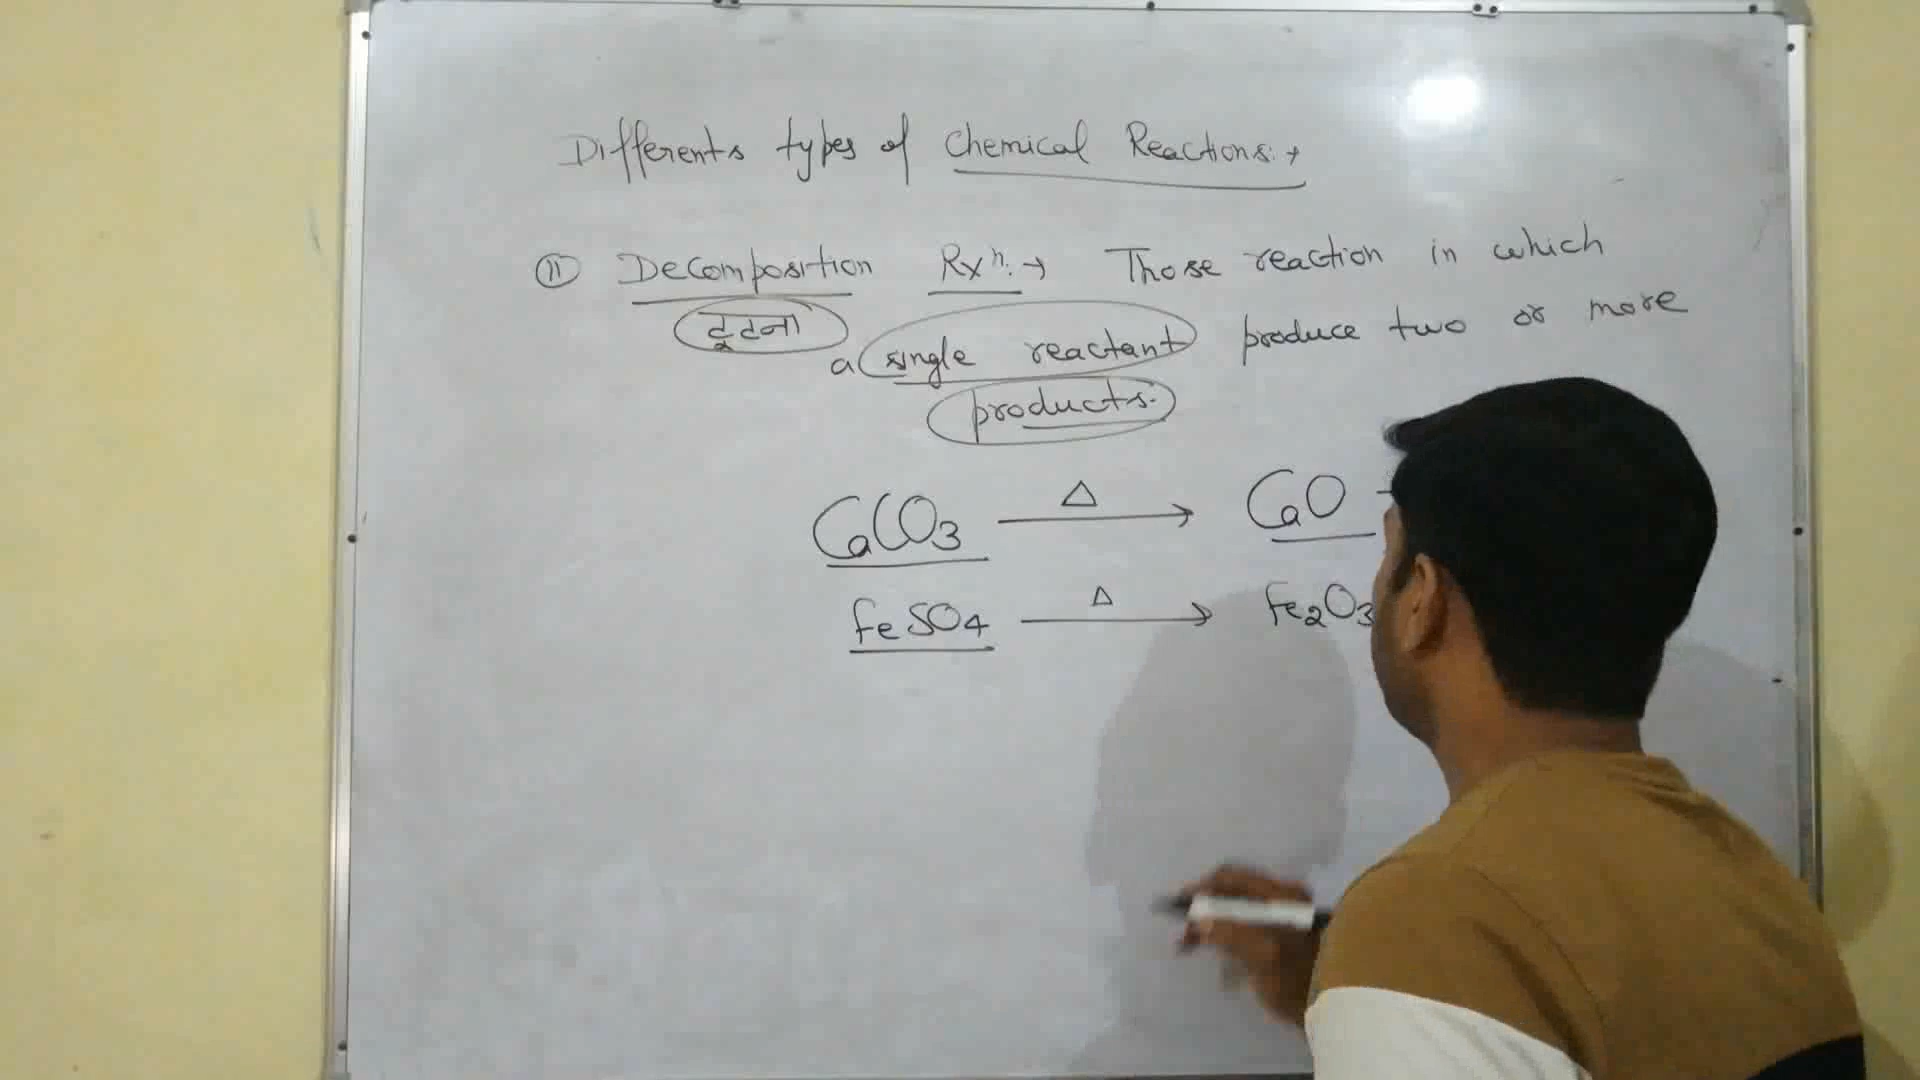 Differents types of Chemical Reactions:→
(II) Decomposition Rxⁿ:→ Those reaction in which
टूटना
a single reactant produce two or more
products.
CaCO₃ —Δ→ CaO
FeSO₄ —Δ→ Fe₂O₃